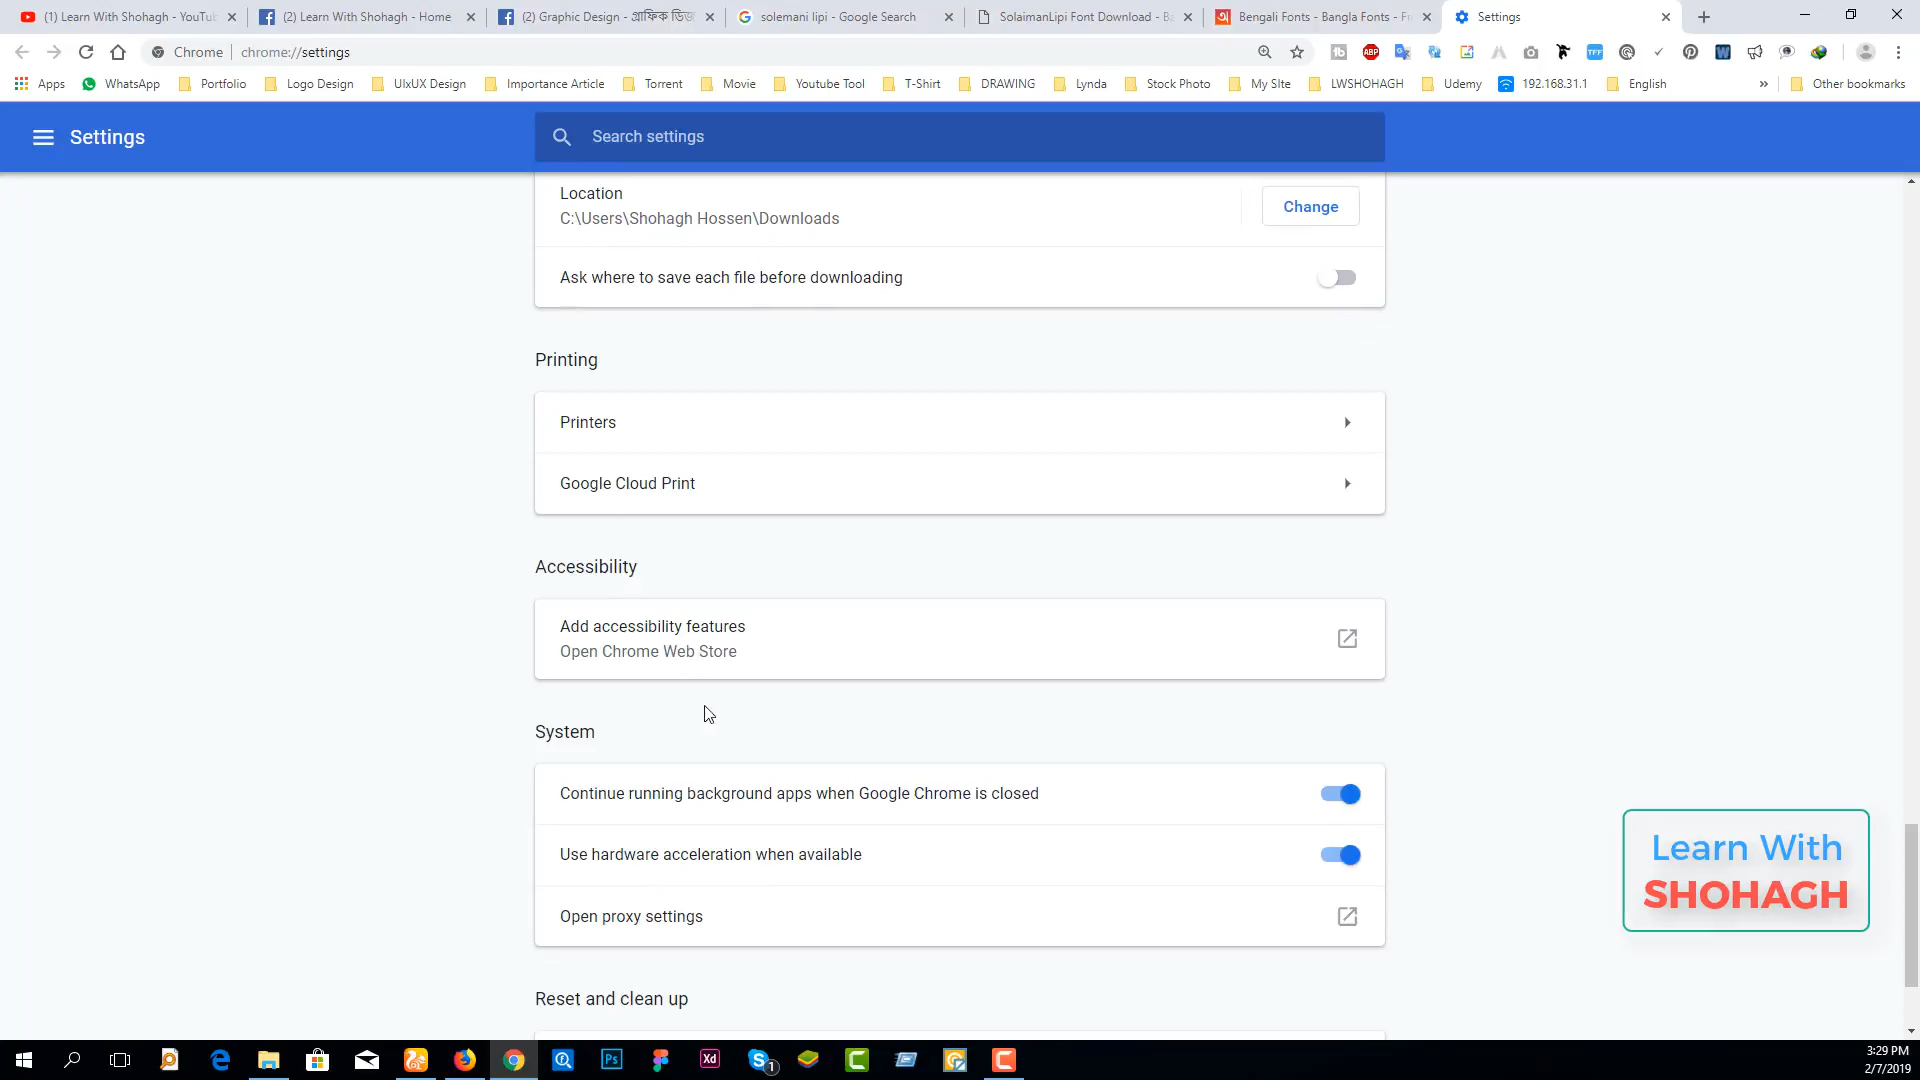 (1) Learn With Shohagh - YouTu
(2) Learn With Shohagh - Home
(2) Graphic Design - গ্রাফিক ডিজ
solemani lipi - Google Search
SolaimanLipi Font Download - B
Bengali Fonts - Bangla Fonts - Fr
Settings
Chrome
chrome://settings
Apps
WhatsApp
Portfolio
Logo Design
UIxUX Design
Importance Article
Torrent
Movie
Youtube Tool
T-Shirt
DRAWING
Lynda
Stock Photo
My SIte
LWSHOHAGH
Udemy
192.168.31.1
English
Other bookmarks
Settings
Search settings
Location
C:\Users\Shohagh Hossen\Downloads
Change
Ask where to save each file before downloading
Printing
Printers
Google Cloud Print
Accessibility
Add accessibility features
Open Chrome Web Store
System
Continue running background apps when Google Chrome is closed
Use hardware acceleration when available
Open proxy settings
Learn With
SHOHAGH
Reset and clean up
3:29 PM
2/7/2019